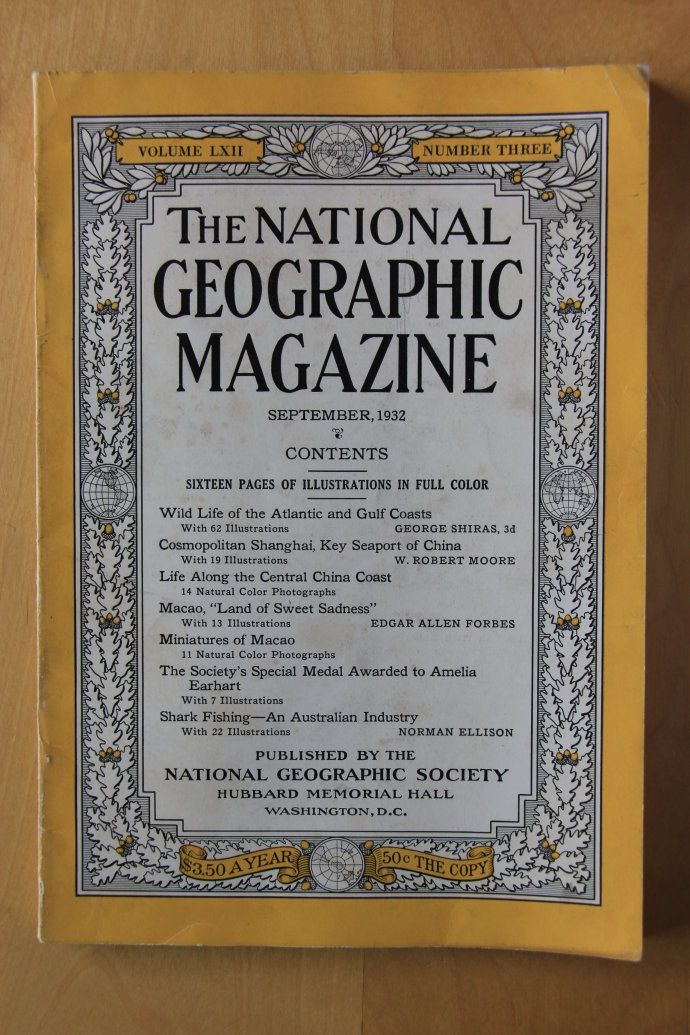 VOLUME LXII
NUMBER THREE
THE NATIONAL
GEOGRAPHIC
MAGAZINE
SEPTEMBER, 1932
CONTENTS
SIXTEEN PAGES OF ILLUSTRATIONS IN FULL COLOR
Wild Life of the Atlantic and Gulf Coasts
With 62 Illustrations GEORGE SHIRAS, 3d
Cosmopolitan Shanghai, Key Seaport of China
With 19 Illustrations W. ROBERT MOORE
Life Along the Central China Coast
14 Natural Color Photographs
Macao, "Land of Sweet Sadness"
With 13 Illustrations EDGAR ALLEN FORBES
Miniatures of Macao
11 Natural Color Photographs
The Society's Special Medal Awarded to Amelia
Earhart
With 7 Illustrations
Shark Fishing—An Australian Industry
With 22 Illustrations NORMAN ELLISON
PUBLISHED BY THE
NATIONAL GEOGRAPHIC SOCIETY
HUBBARD MEMORIAL HALL
WASHINGTON, D.C.
$3.50 A YEAR
50c THE COPY